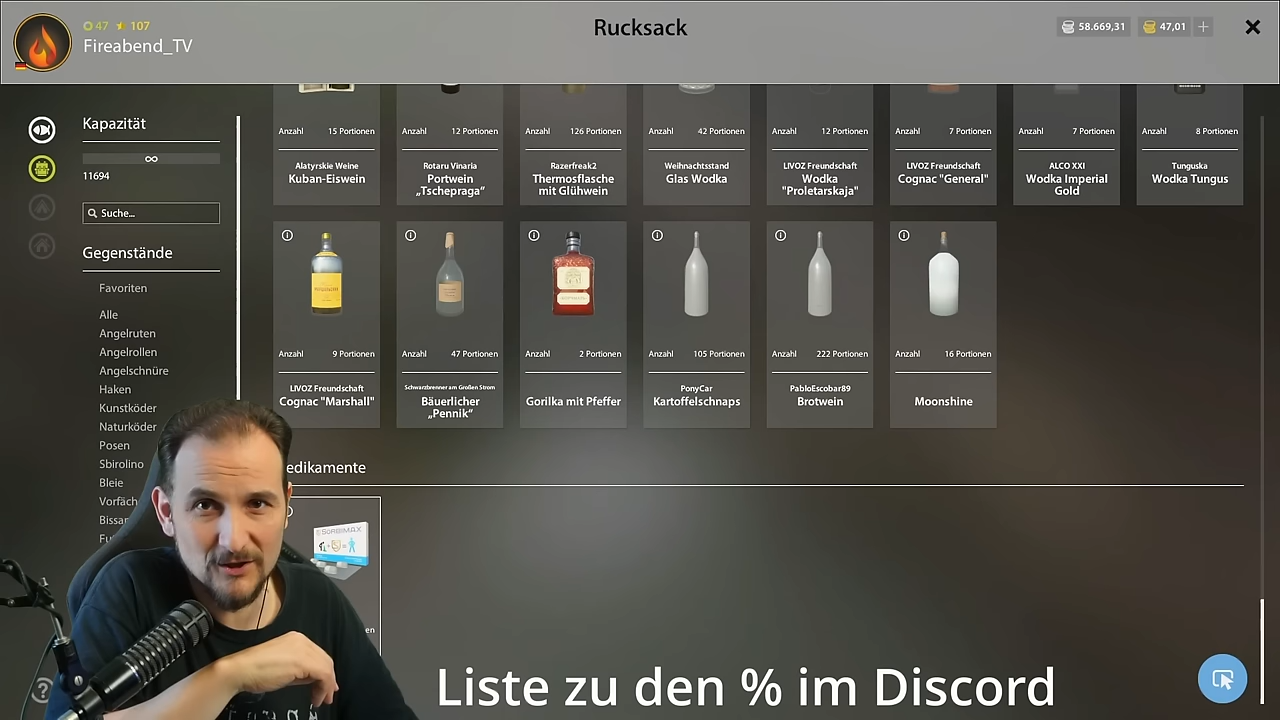 47 107
Fireabend_TV
Rucksack
58.669,31
47,01
Kapazität
∞
11694
Suche...
Gegenstände
Favoriten
Alle
Angelruten
Angelrollen
Angelschnüre
Haken
Kunstköder
Naturköder
Posen
Sbirolino
Bleie
Vorfäch
Bissan
Fu
Anzahl 15 Portionen
Alatyrskie Weine
Kuban-Eiswein
Anzahl 12 Portionen
Rotaru Vinaria
Portwein
„Tschepraga“
Anzahl 126 Portionen
Razerfreak2
Thermosflasche
mit Glühwein
Anzahl 42 Portionen
Weihnachtsstand
Glas Wodka
Anzahl 12 Portionen
LIVOZ Freundschaft
Wodka
"Proletarskaja"
Anzahl 7 Portionen
LIVOZ Freundschaft
Cognac "General"
Anzahl 7 Portionen
ALCO XXI
Wodka Imperial
Gold
Anzahl 8 Portionen
Tunguska
Wodka Tungus
Anzahl 9 Portionen
LIVOZ Freundschaft
Cognac "Marshall"
Anzahl 47 Portionen
Schwarzbrenner am Großen Strom
Bäuerlicher
„Pennik“
Anzahl 2 Portionen
Gorilka mit Pfeffer
Anzahl 105 Portionen
PonyCar
Kartoffelschnaps
Anzahl 222 Portionen
PabloEscobar89
Brotwein
Anzahl 16 Portionen
Moonshine
edikamente
SORBIMAX
en
Liste zu den % im Discord